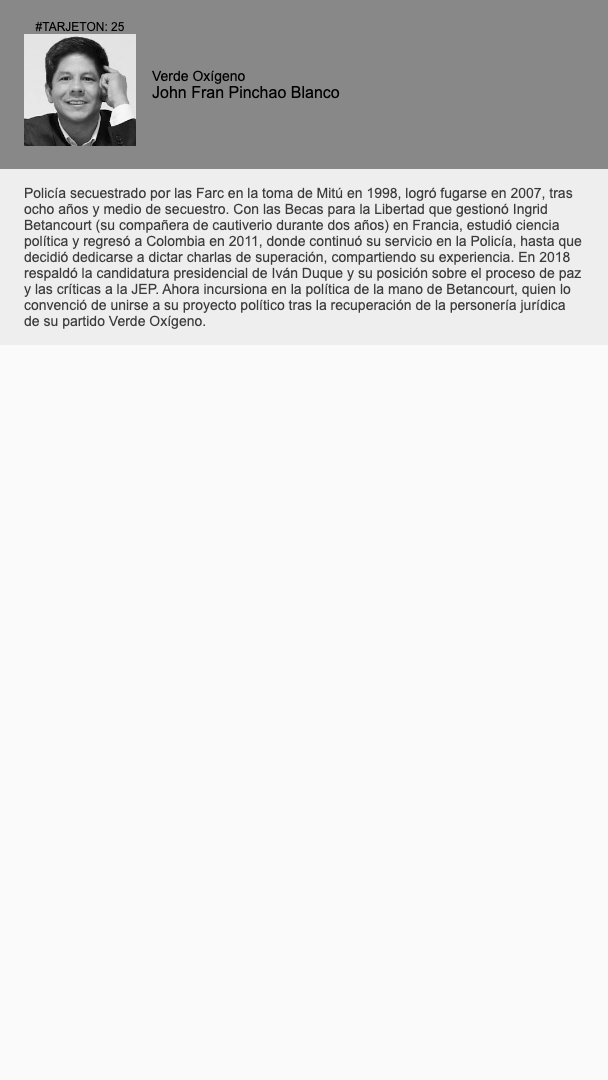 #TARJETON: 25
Verde Oxígeno
John Fran Pinchao Blanco
Policía secuestrado por las Farc en la toma de Mitú en 1998, logró fugarse en 2007, tras
ocho años y medio de secuestro. Con las Becas para la Libertad que gestionó Ingrid
Betancourt (su compañera de cautiverio durante dos años) en Francia, estudió ciencia
política y regresó a Colombia en 2011, donde continuó su servicio en la Policía, hasta que
decidió dedicarse a dictar charlas de superación, compartiendo su experiencia. En 2018
respaldó la candidatura presidencial de Iván Duque y su posición sobre el proceso de paz
y las críticas a la JEP. Ahora incursiona en la política de la mano de Betancourt, quien lo
convenció de unirse a su proyecto político tras la recuperación de la personería jurídica
de su partido Verde Oxígeno.